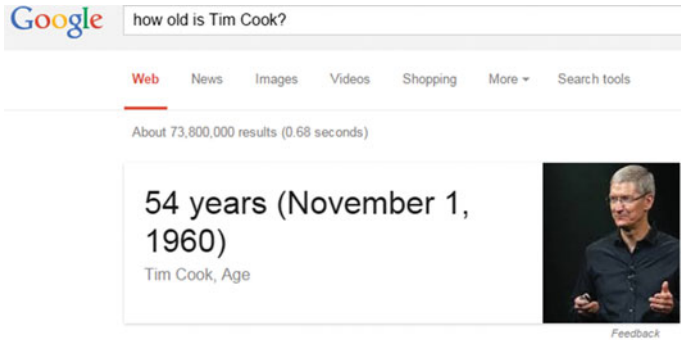 Google how old is Tim Cook?
Web News Images Videos Shopping More Search tools
About 73,800,000 results (0.68 seconds)
54 years (November 1,
1960)
Tim Cook, Age
Feedback